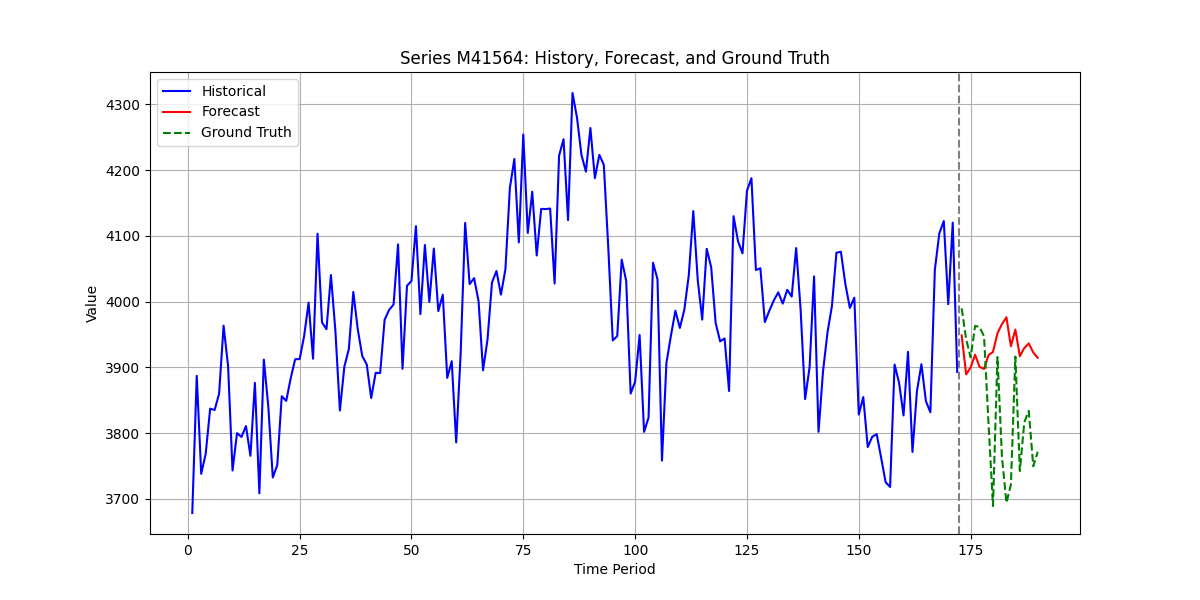 Series M41564: History, Forecast, and Ground Truth
Historical
Forecast
Ground Truth
Value
4300
4200
4100
4000
3900
3800
3700
0 25 50 75 100 125 150 175
Time Period